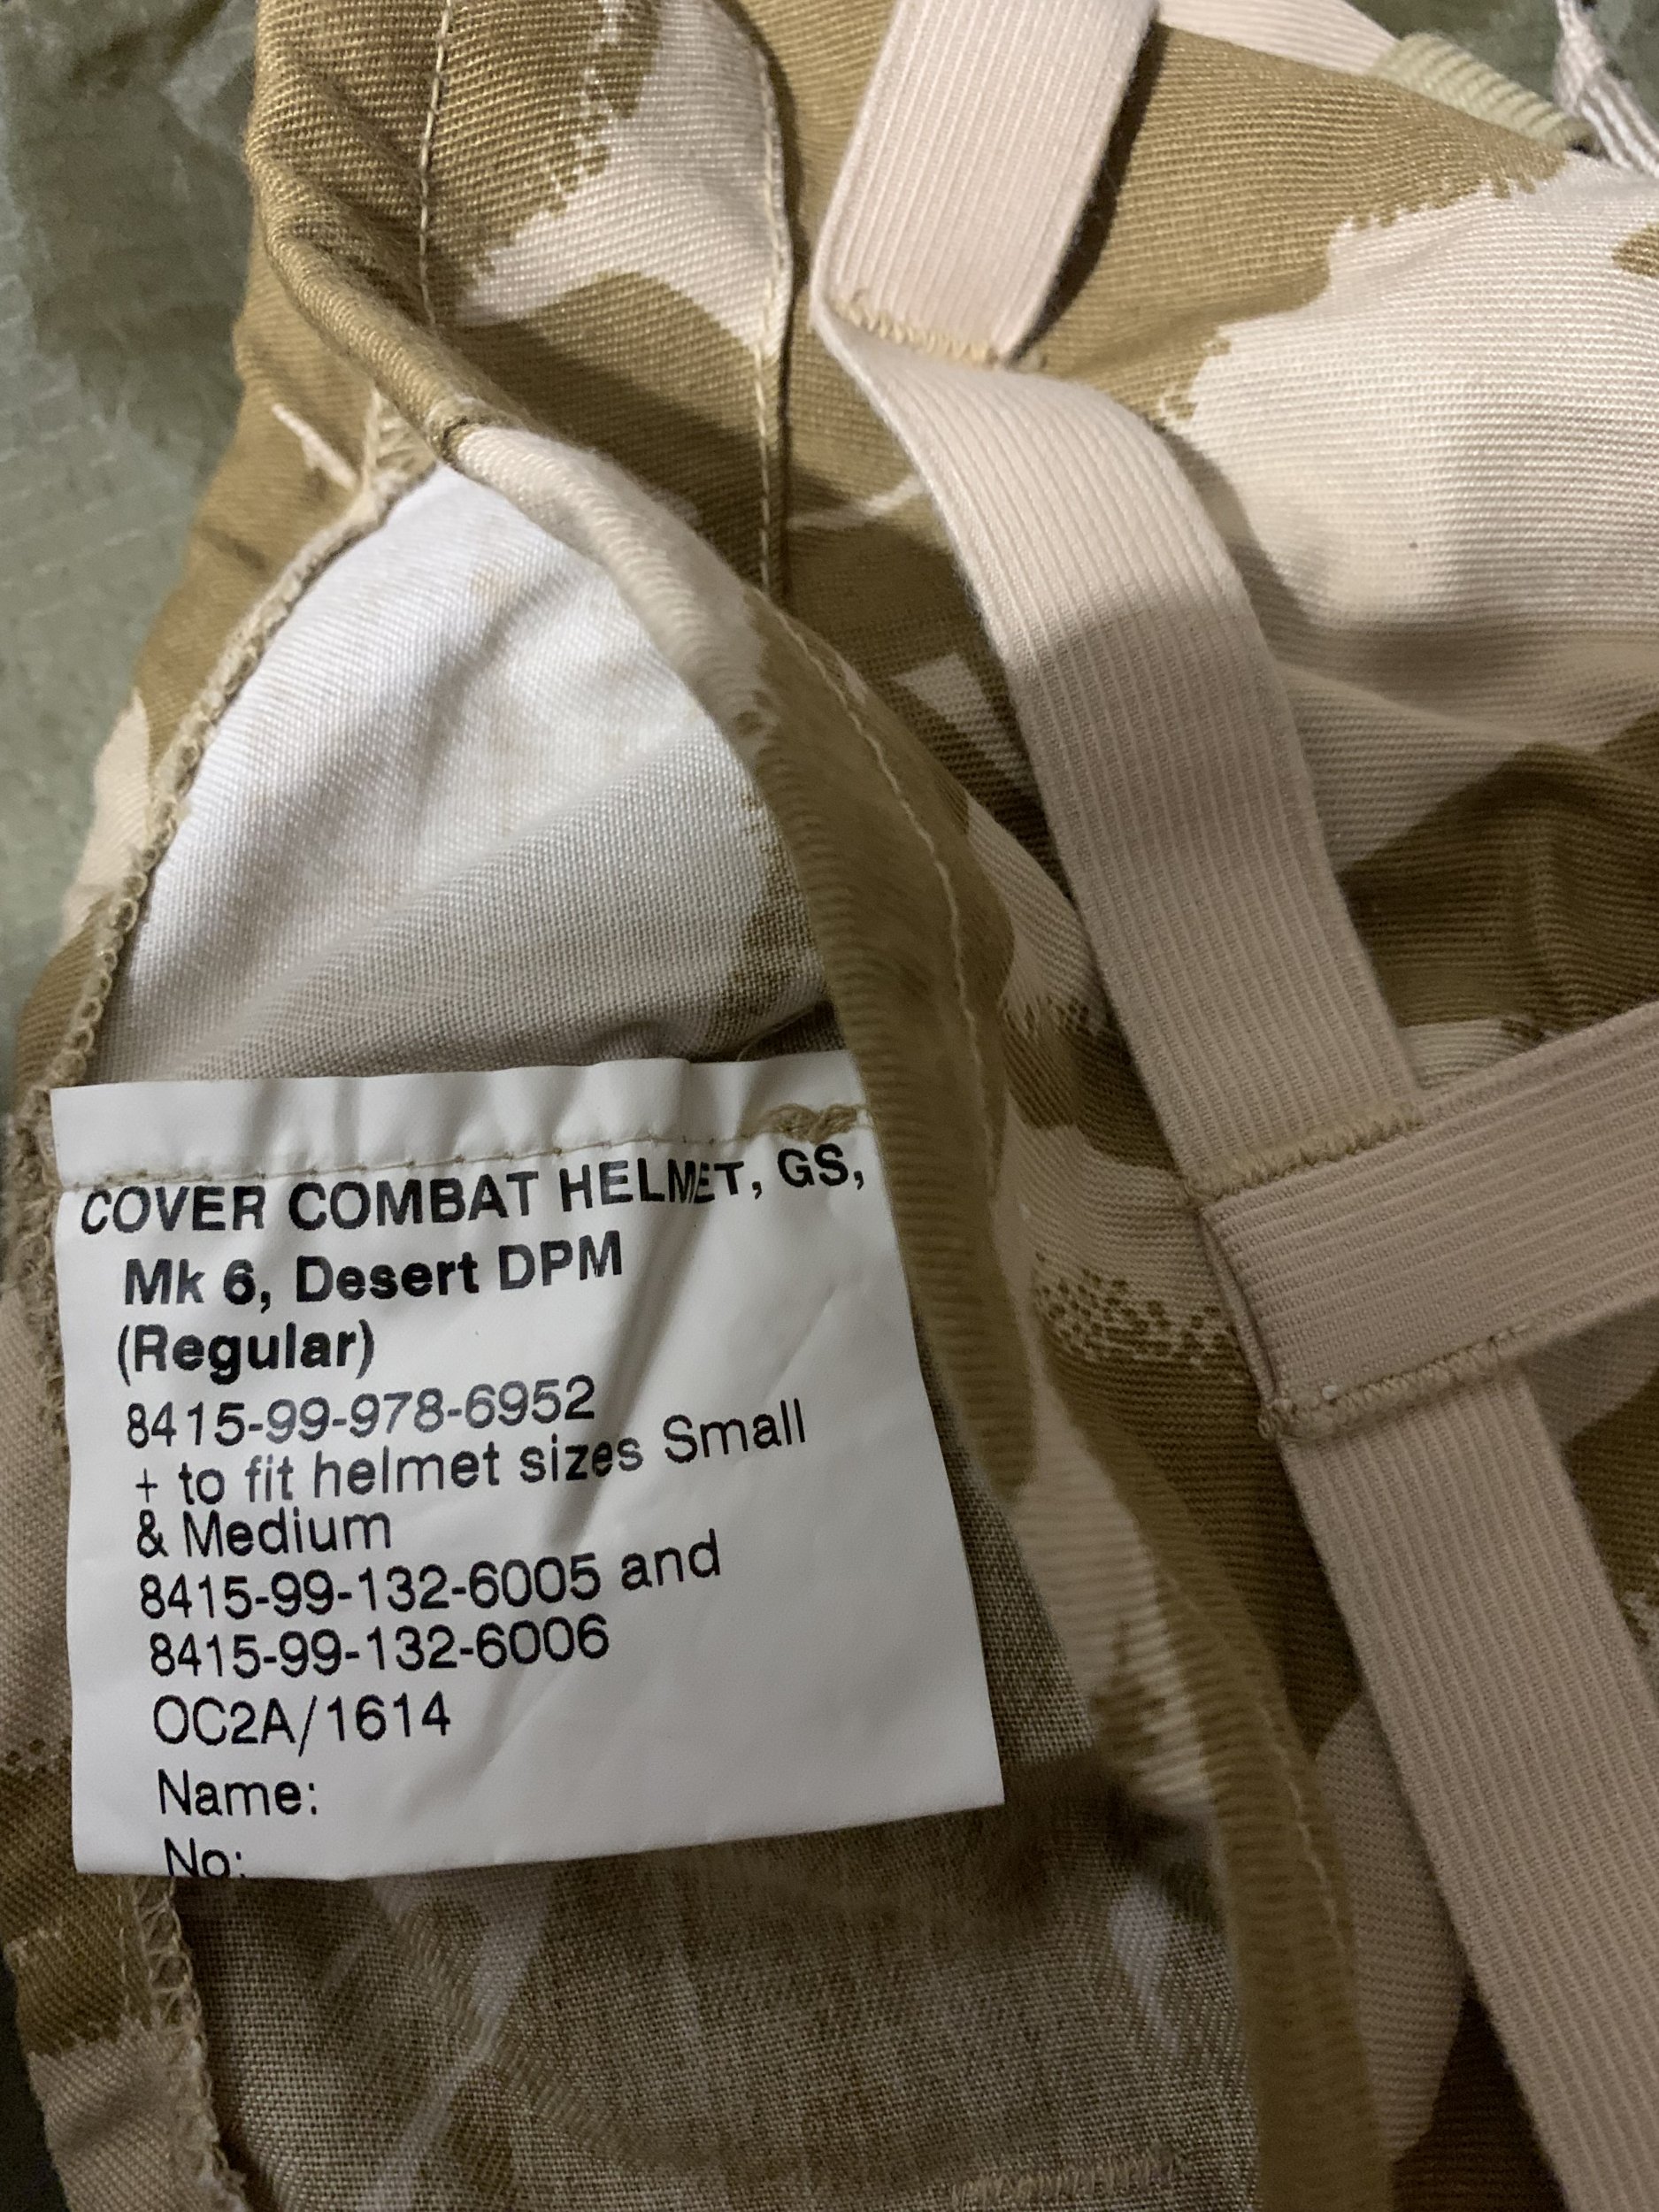 COVER COMBAT HELMET, GS,
Mk 6, Desert DPM
(Regular)
8415-99-978-6952
+ to fit helmet sizes Small
& Medium
8415-99-132-6005 and
8415-99-132-6006
OC2A/1614
Name:
No: